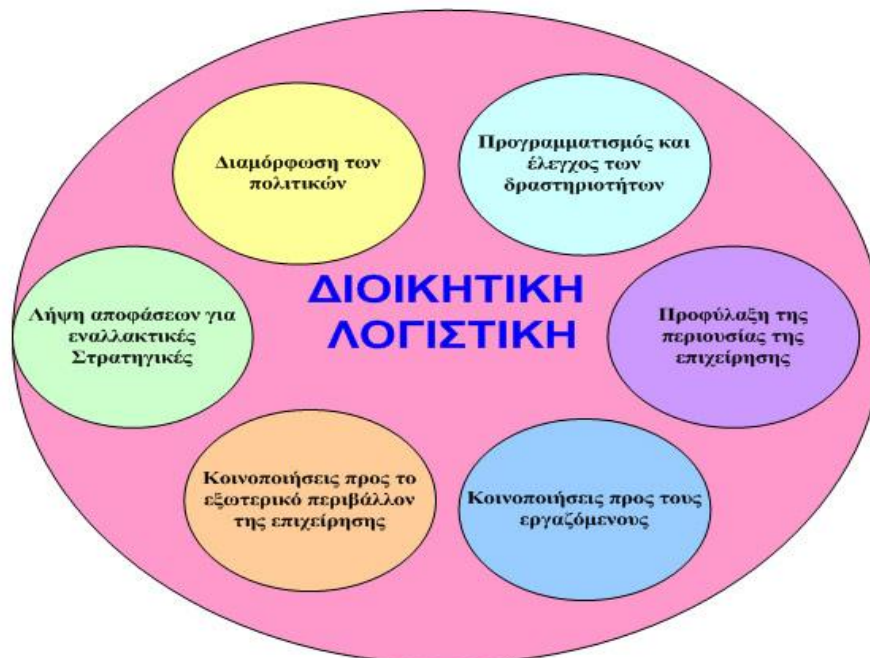 Διαμόρφωση των
πολιτικών
Προγραμματισμός και
έλεγχος των
δραστηριοτήτων
ΔΙΟΙΚΗΤΙΚΗ
ΛΟΓΙΣΤΙΚΗ
Λήψη αποφάσεων για
εναλλακτικές
Στρατηγικές
Προφύλαξη της
περιουσίας της
επιχείρησης
Κοινοποιήσεις προς το
εξωτερικό περιβάλλον
της επιχείρησης
Κοινοποιήσεις προς τους
εργαζόμενους